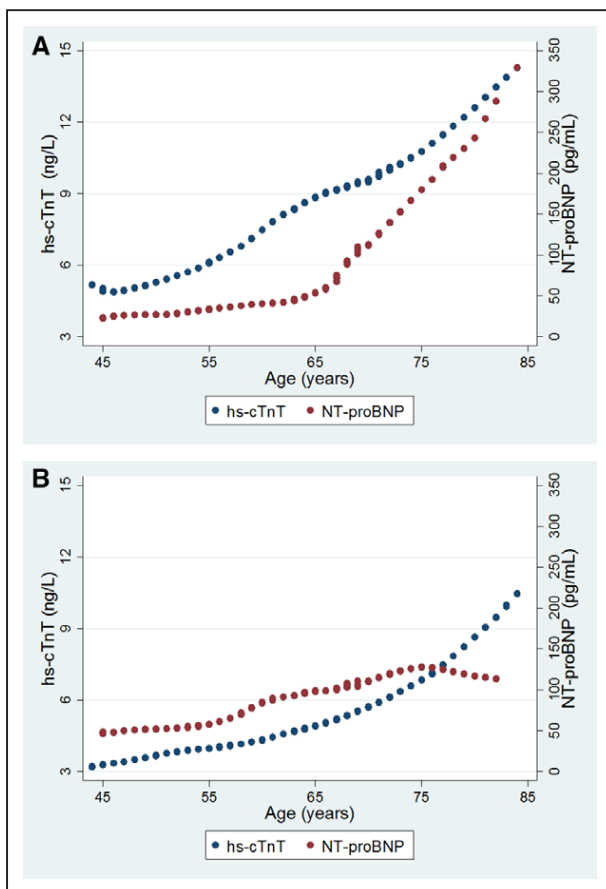 A
15
12
9
6
3
hs-cTnT (ng/L)
350
300
250
200
150
100
50
0
NT-proBNP (pg/mL)
45 55 65 75 85
Age (years)
hs-cTnT NT-proBNP
B
15
12
9
6
3
hs-cTnT (ng/L)
350
300
250
200
150
100
50
0
NT-proBNP (pg/mL)
45 55 65 75 85
Age (years)
hs-cTnT NT-proBNP